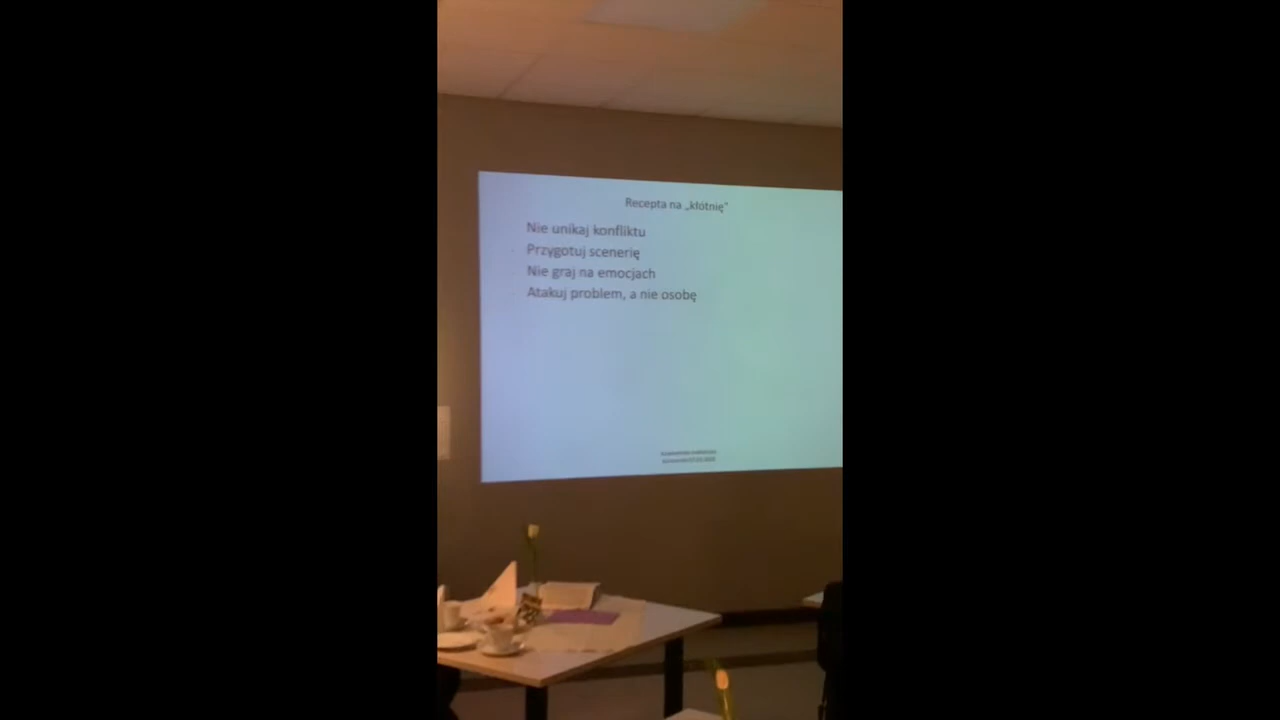 Recepta na „kłótnię"
Nie unikaj konfliktu
Przygotuj scenerię
Nie graj na emocjach
Atakuj problem, a nie osobę